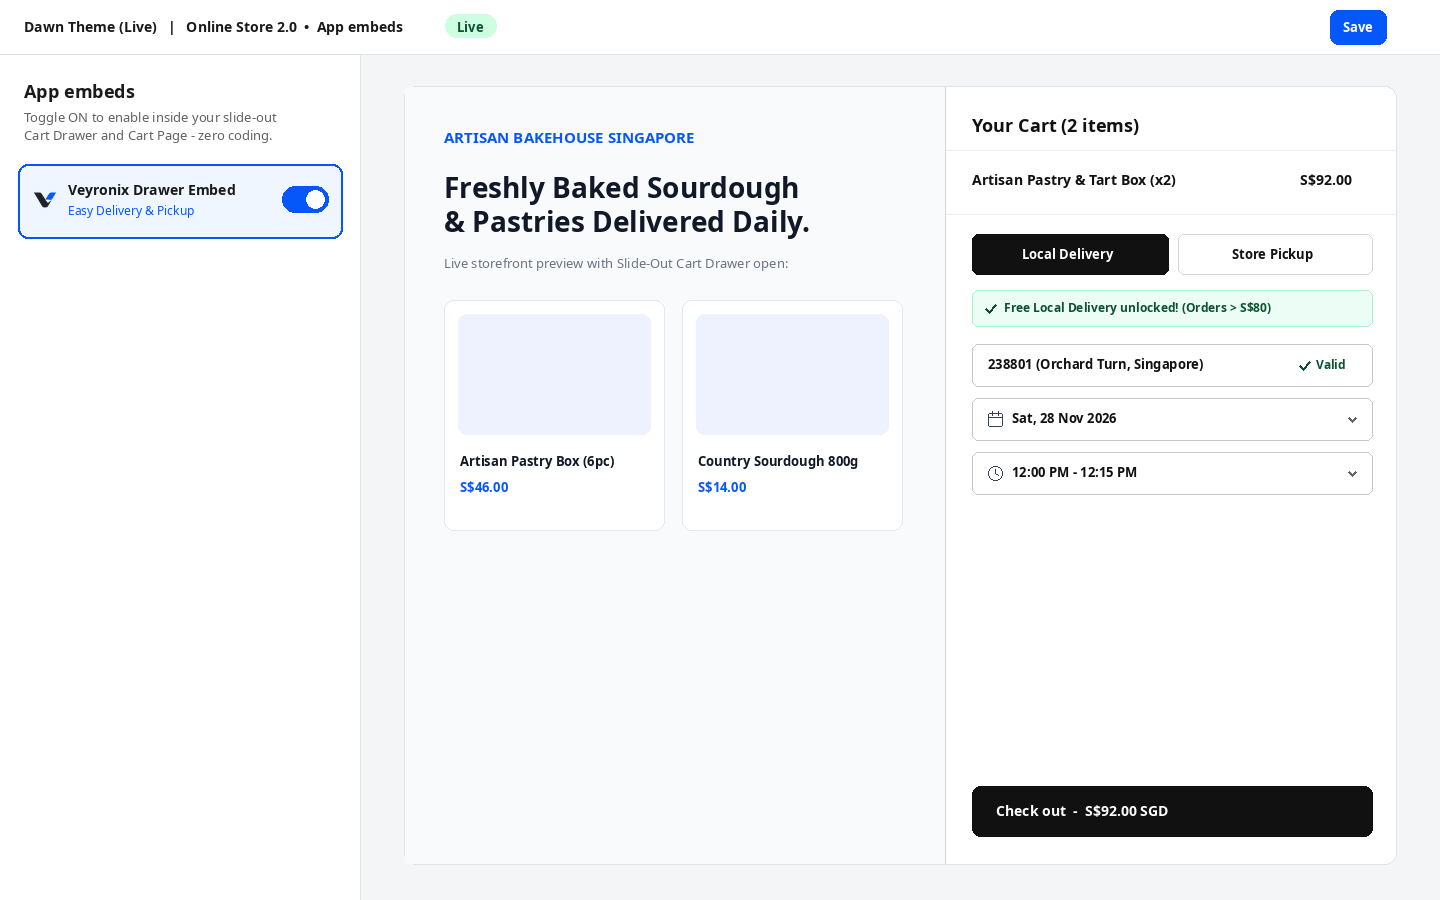 Dawn Theme (Live) | Online Store 2.0 • App embeds
Live
Save
App embeds
Toggle ON to enable inside your slide-out
Cart Drawer and Cart Page - zero coding.
Veyronix Drawer Embed
Easy Delivery & Pickup
ARTISAN BAKEHOUSE SINGAPORE
Freshly Baked Sourdough
& Pastries Delivered Daily.
Live storefront preview with Slide-Out Cart Drawer open:
Artisan Pastry Box (6pc)
S$46.00
Country Sourdough 800g
S$14.00
Your Cart (2 items)
Artisan Pastry & Tart Box (x2) S$92.00
Local Delivery
Store Pickup
Free Local Delivery unlocked! (Orders > S$80)
238801 (Orchard Turn, Singapore) Valid
Sat, 28 Nov 2026
12:00 PM - 12:15 PM
Check out - S$92.00 SGD